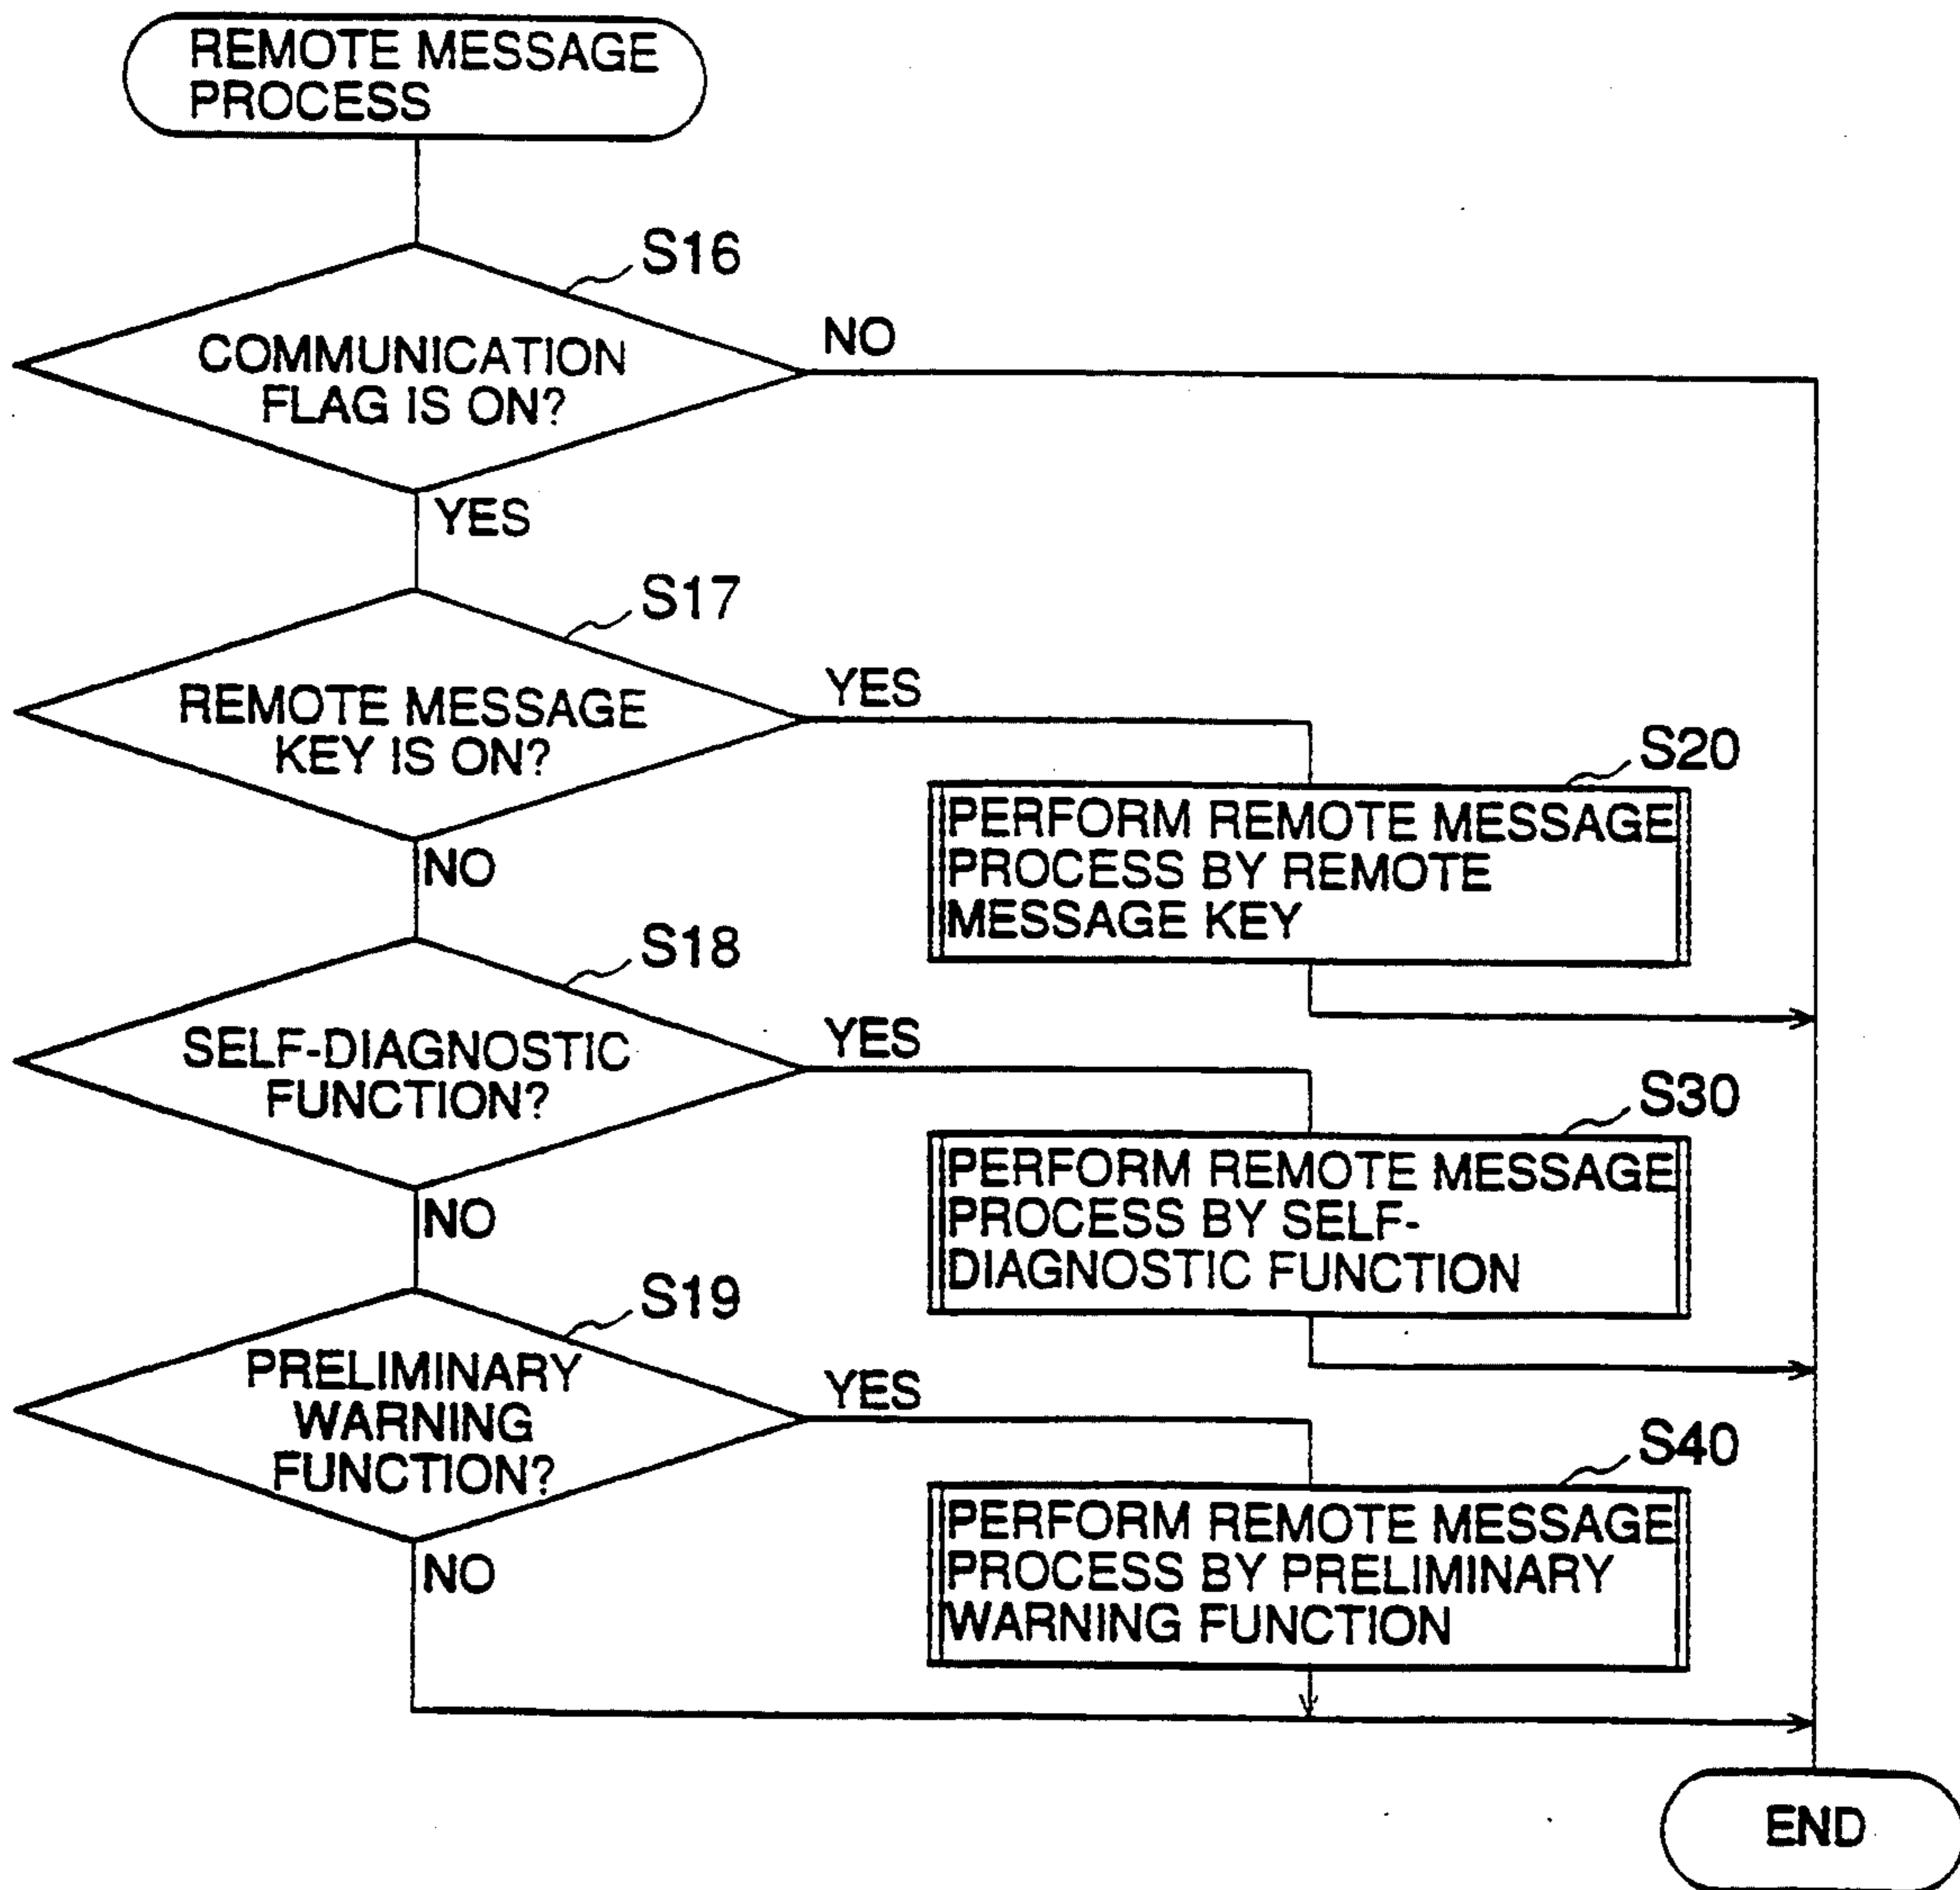 REMOTE MESSAGE
PROCESS
S16
COMMUNICATION
FLAG IS ON?
NO
YES
S17
REMOTE MESSAGE
KEY IS ON?
YES
NO
S20
PERFORM REMOTE MESSAGE
PROCESS BY REMOTE
MESSAGE KEY
S18
SELF-DIAGNOSTIC
FUNCTION?
YES
NO
S30
PERFORM REMOTE MESSAGE
PROCESS BY SELF-
DIAGNOSTIC FUNCTION
S19
PRELIMINARY
WARNING
FUNCTION?
YES
NO
S40
PERFORM REMOTE MESSAGE
PROCESS BY PRELIMINARY
WARNING FUNCTION
END